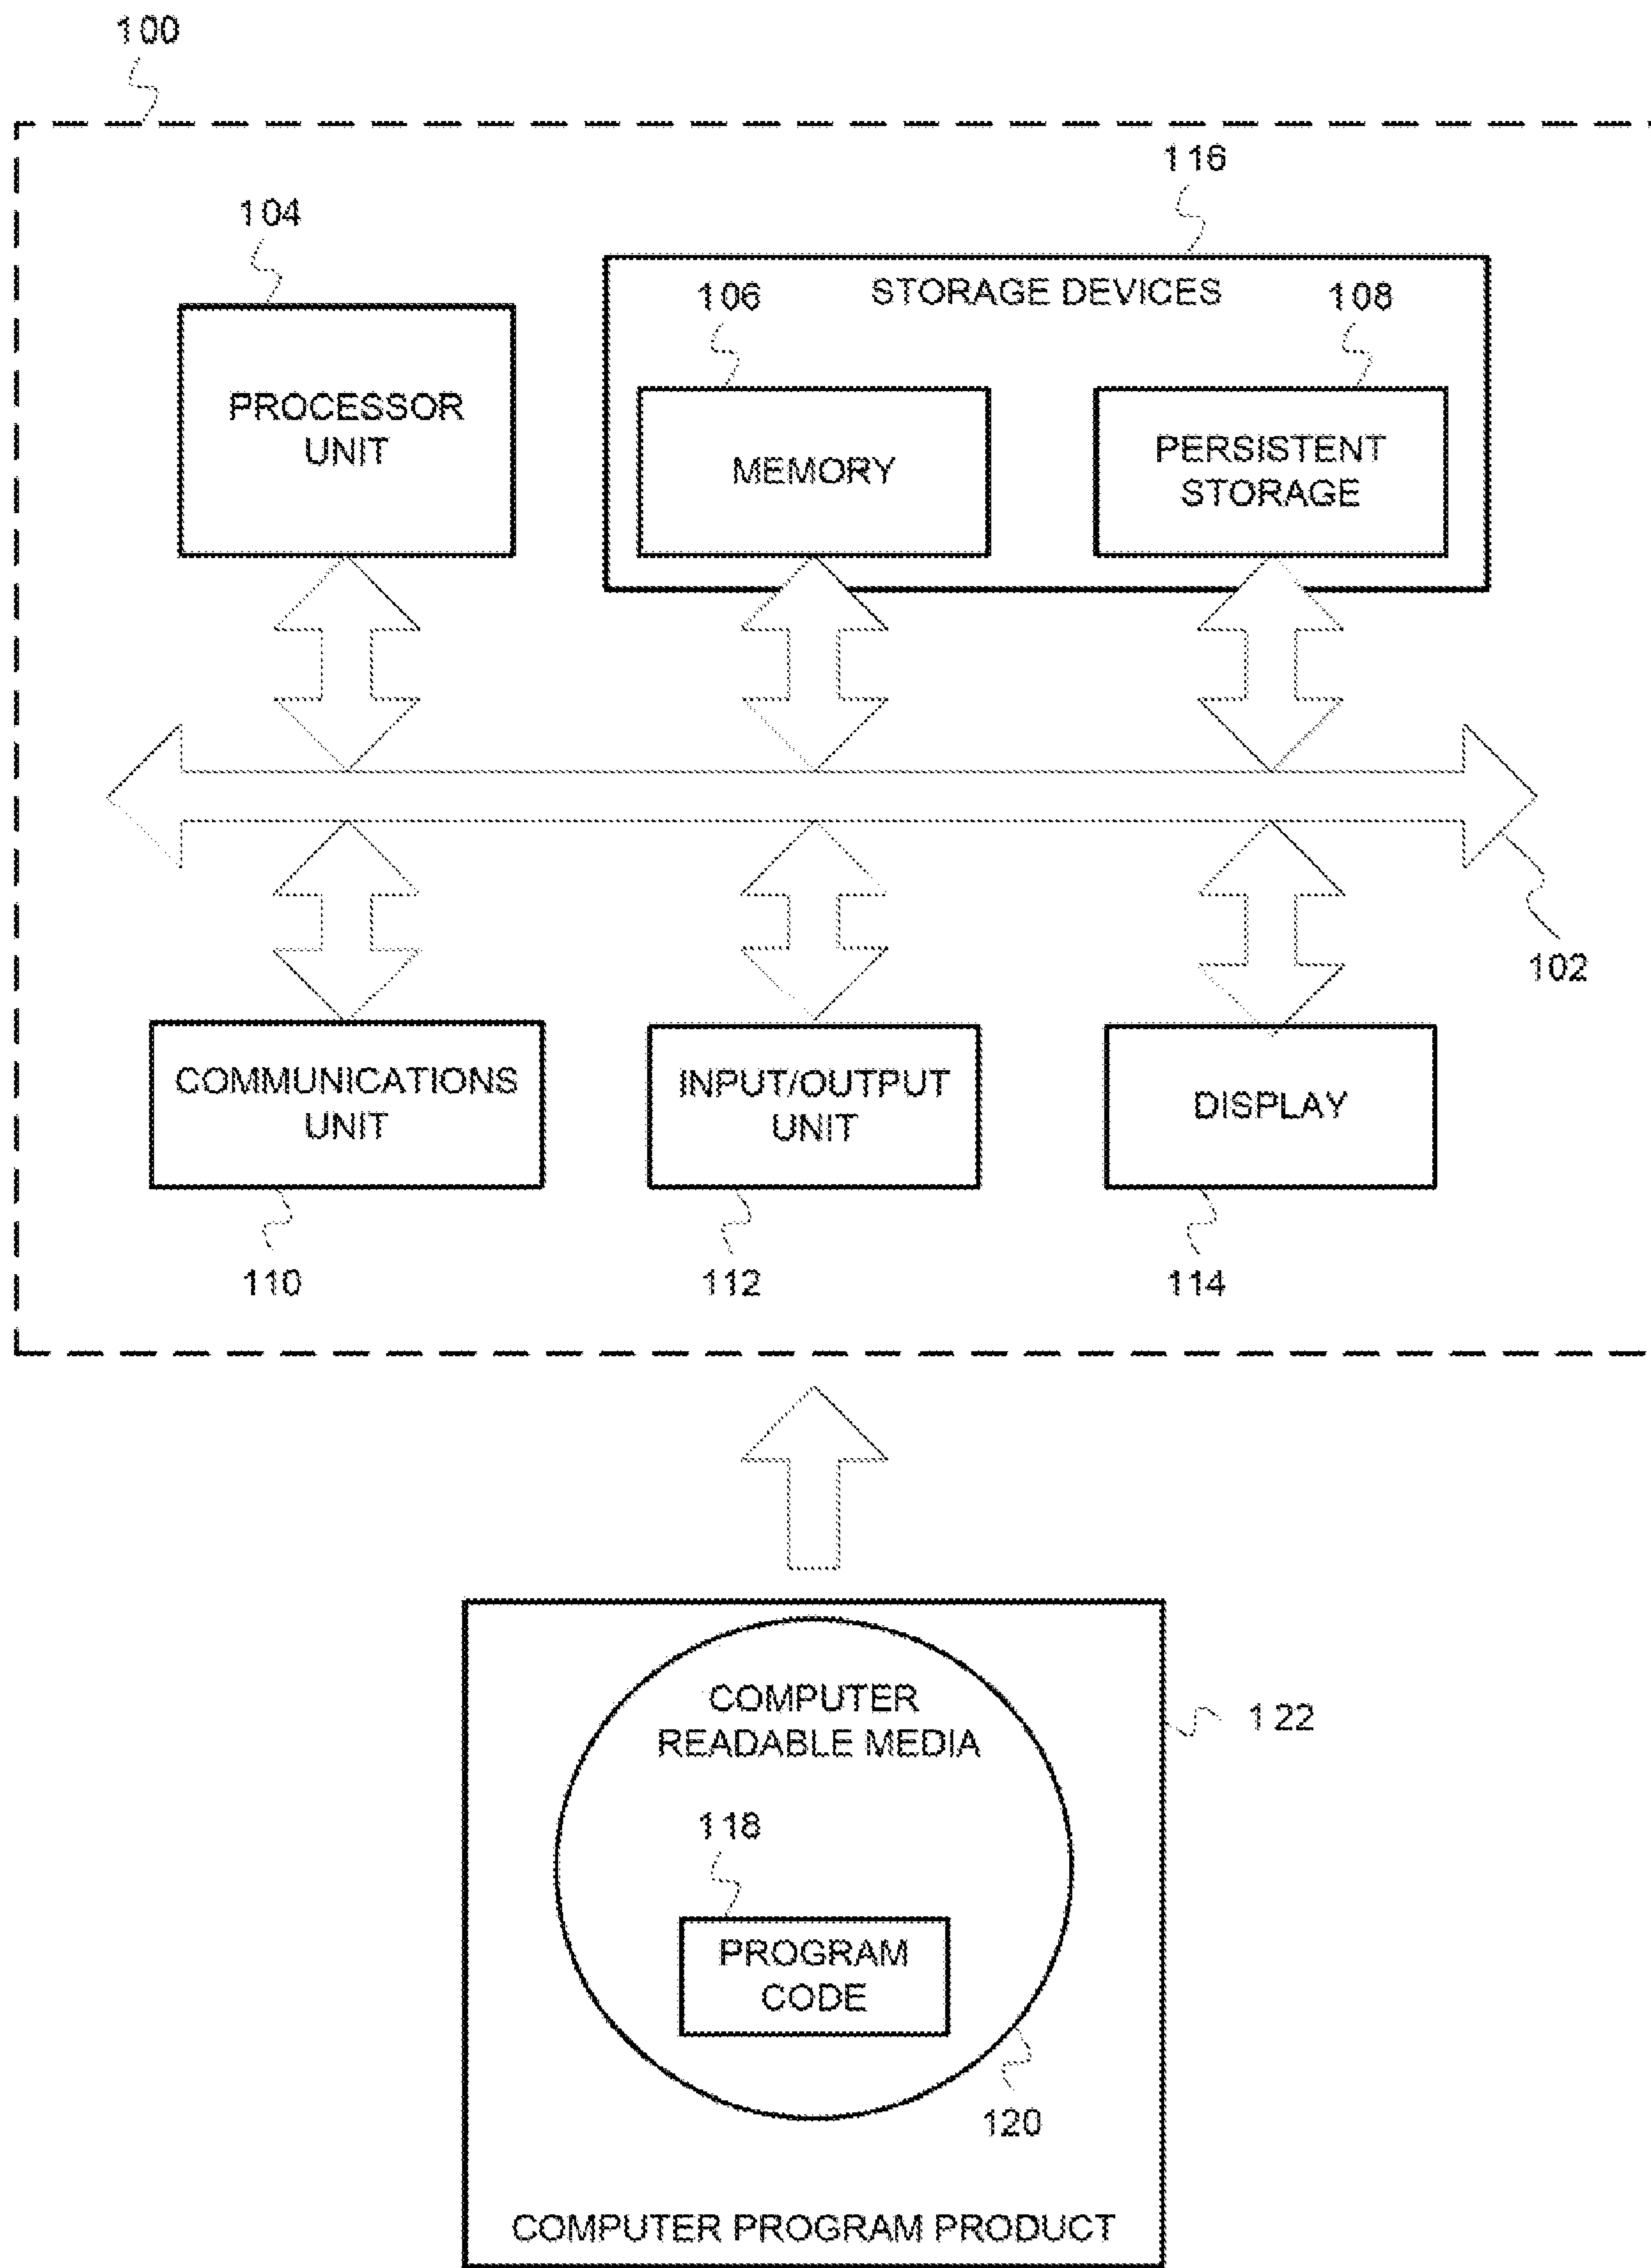 100
116
104
STORAGE DEVICES
106
108
PROCESSOR
UNIT
MEMORY
PERSISTENT
STORAGE
102
COMMUNICATIONS
UNIT
INPUT/OUTPUT
UNIT
DISPLAY
110
112
114
COMPUTER
READABLE MEDIA
122
118
PROGRAM
CODE
120
COMPUTER PROGRAM PRODUCT